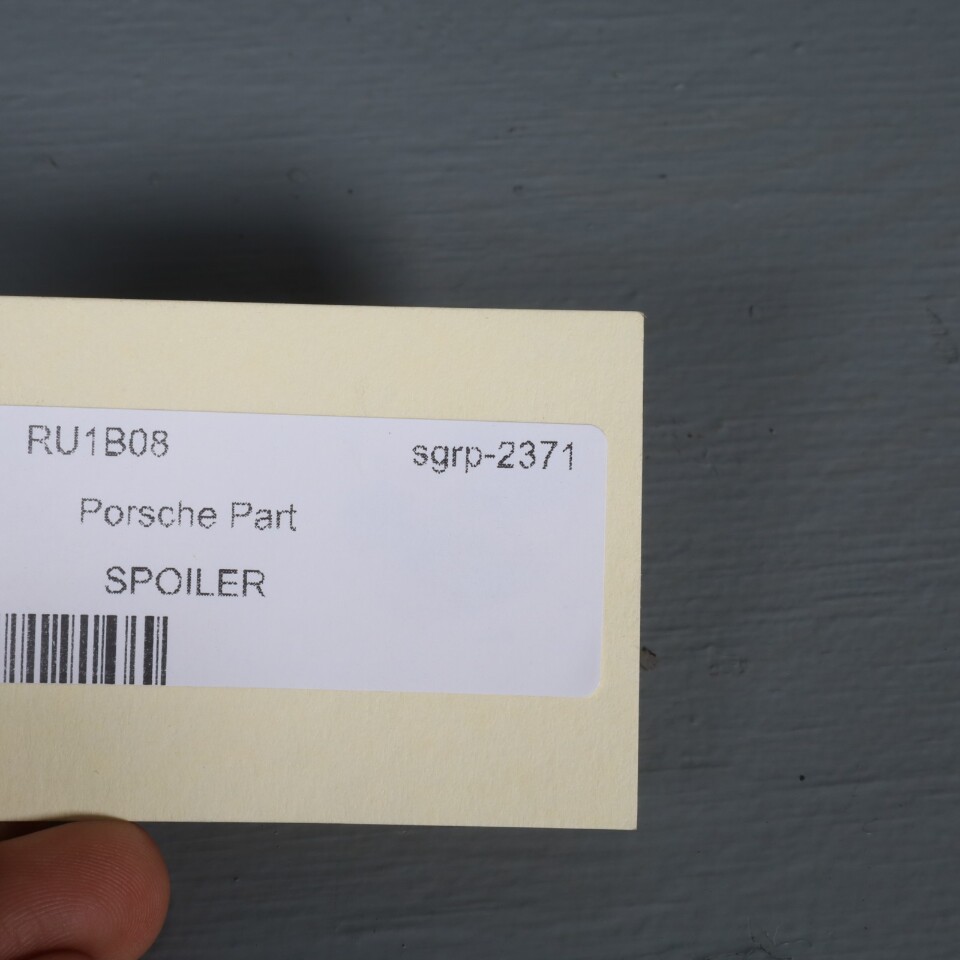 RU1B08 sgrp-2371
Porsche Part
SPOILER